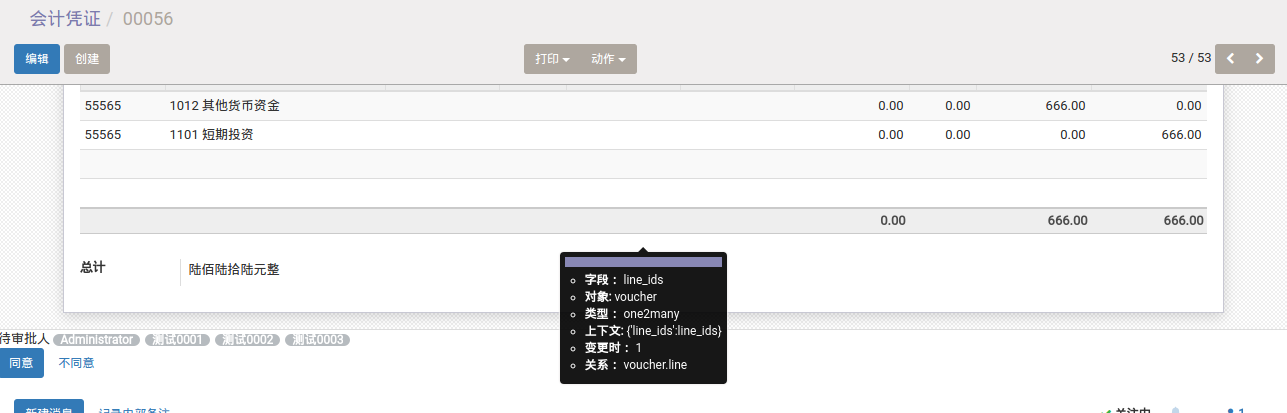 会计凭证 / 00056
编辑 创建 打印 动作 53 / 53
55565 1012 其他货币资金 0.00 0.00 666.00 0.00
55565 1101 短期投资 0.00 0.00 0.00 666.00
0.00 666.00 666.00
总计 陆佰陆拾陆元整
字段： line_ids
对象: voucher
类型： one2many
上下文: {'line_ids':line_ids}
变更时： 1
关系： voucher.line
待审批人 Administrator 测试0001 测试0002 测试0003
同意 不同意
新建消息 记录内部备注 关注中 1